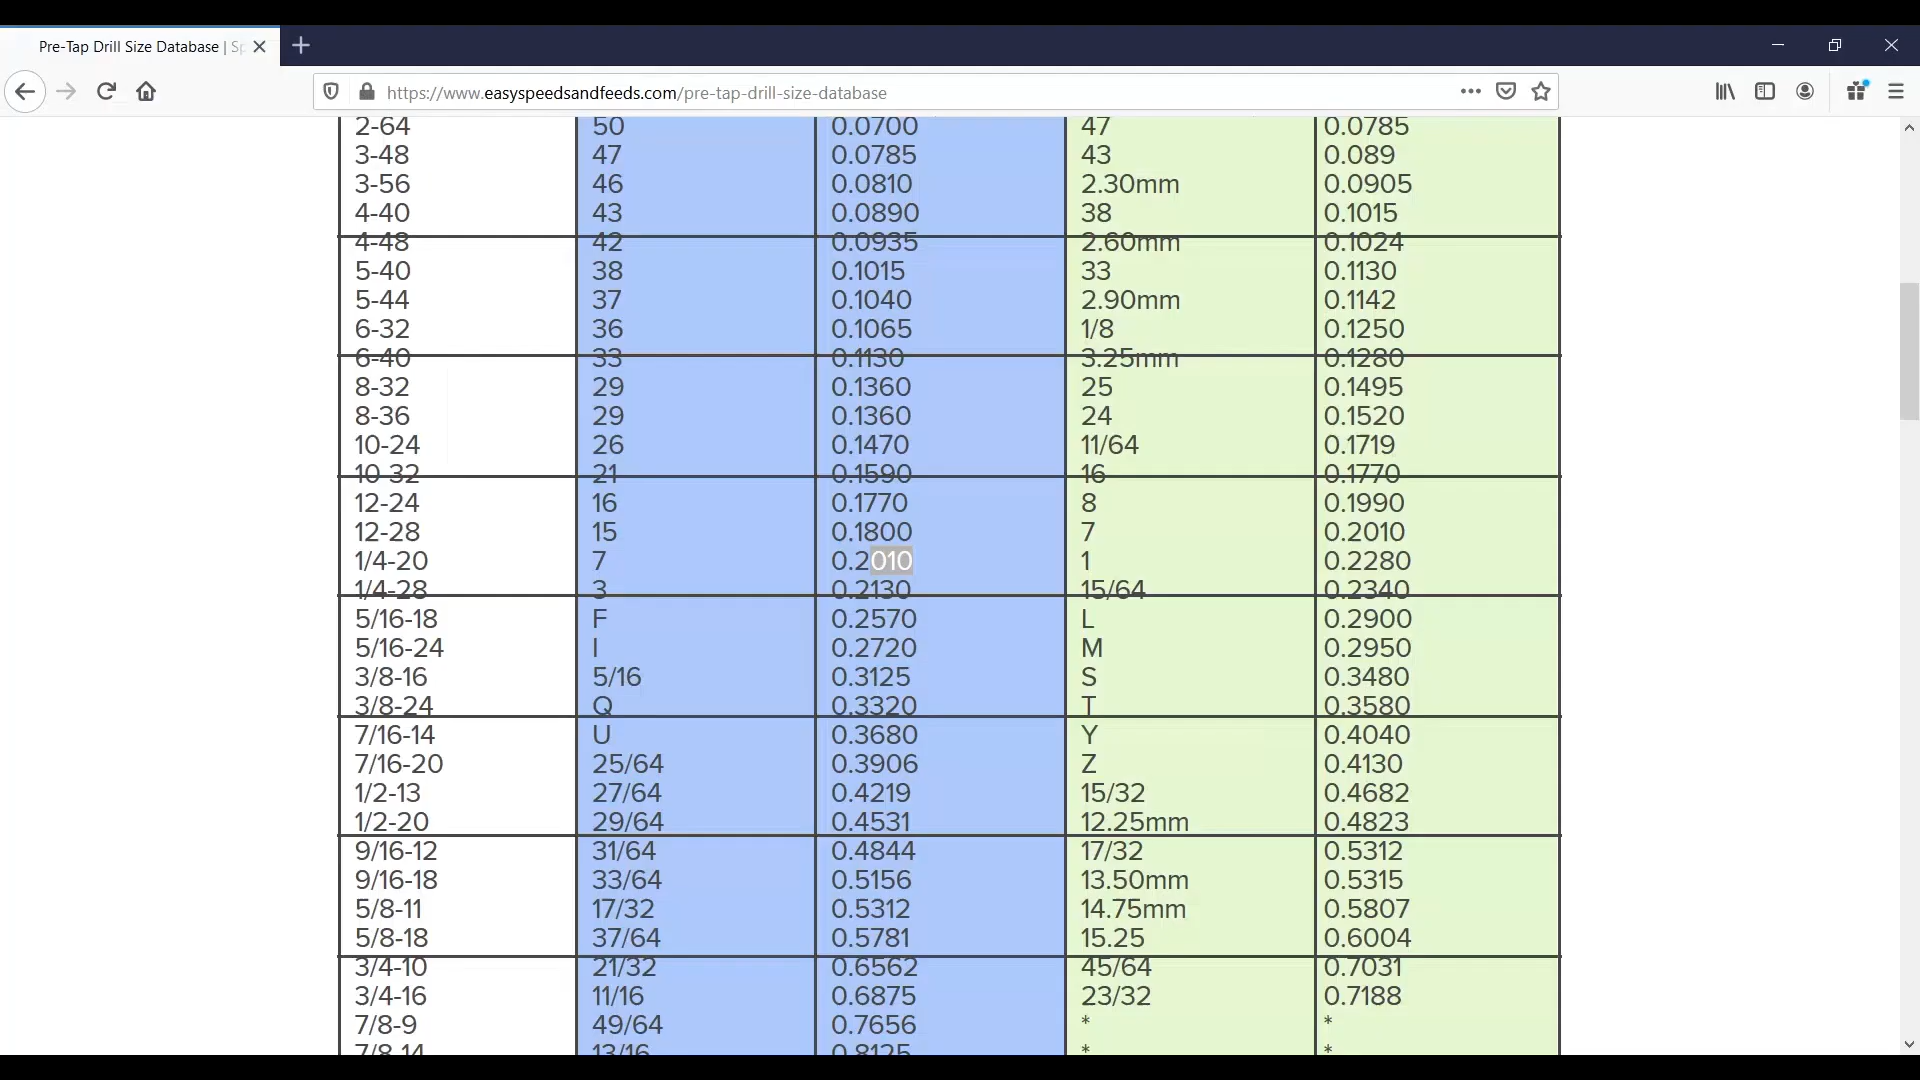 Pre-Tap Drill Size Database | Sp
https://www.easyspeedsandfeeds.com/pre-tap-drill-size-database
2-64 50 0.0700 47 0.0785
3-48 47 0.0785 43 0.089
3-56 46 0.0810 2.30mm 0.0905
4-40 43 0.0890 38 0.1015
4-48 42 0.0935 2.60mm 0.1024
5-40 38 0.1015 33 0.1130
5-44 37 0.1040 2.90mm 0.1142
6-32 36 0.1065 1/8 0.1250
6-40 33 0.1130 3.25mm 0.1280
8-32 29 0.1360 25 0.1495
8-36 29 0.1360 24 0.1520
10-24 26 0.1470 11/64 0.1719
10-32 21 0.1590 16 0.1770
12-24 16 0.1770 8 0.1990
12-28 15 0.1800 7 0.2010
1/4-20 7 0.2010 1 0.2280
1/4-28 3 0.2130 15/64 0.2340
5/16-18 F 0.2570 L 0.2900
5/16-24 I 0.2720 M 0.2950
3/8-16 5/16 0.3125 S 0.3480
3/8-24 Q 0.3320 T 0.3580
7/16-14 U 0.3680 Y 0.4040
7/16-20 25/64 0.3906 Z 0.4130
1/2-13 27/64 0.4219 15/32 0.4682
1/2-20 29/64 0.4531 12.25mm 0.4823
9/16-12 31/64 0.4844 17/32 0.5312
9/16-18 33/64 0.5156 13.50mm 0.5315
5/8-11 17/32 0.5312 14.75mm 0.5807
5/8-18 37/64 0.5781 15.25 0.6004
3/4-10 21/32 0.6562 45/64 0.7031
3/4-16 11/16 0.6875 23/32 0.7188
7/8-9 49/64 0.7656 * *
7/8-14 13/16 0.8125 * *